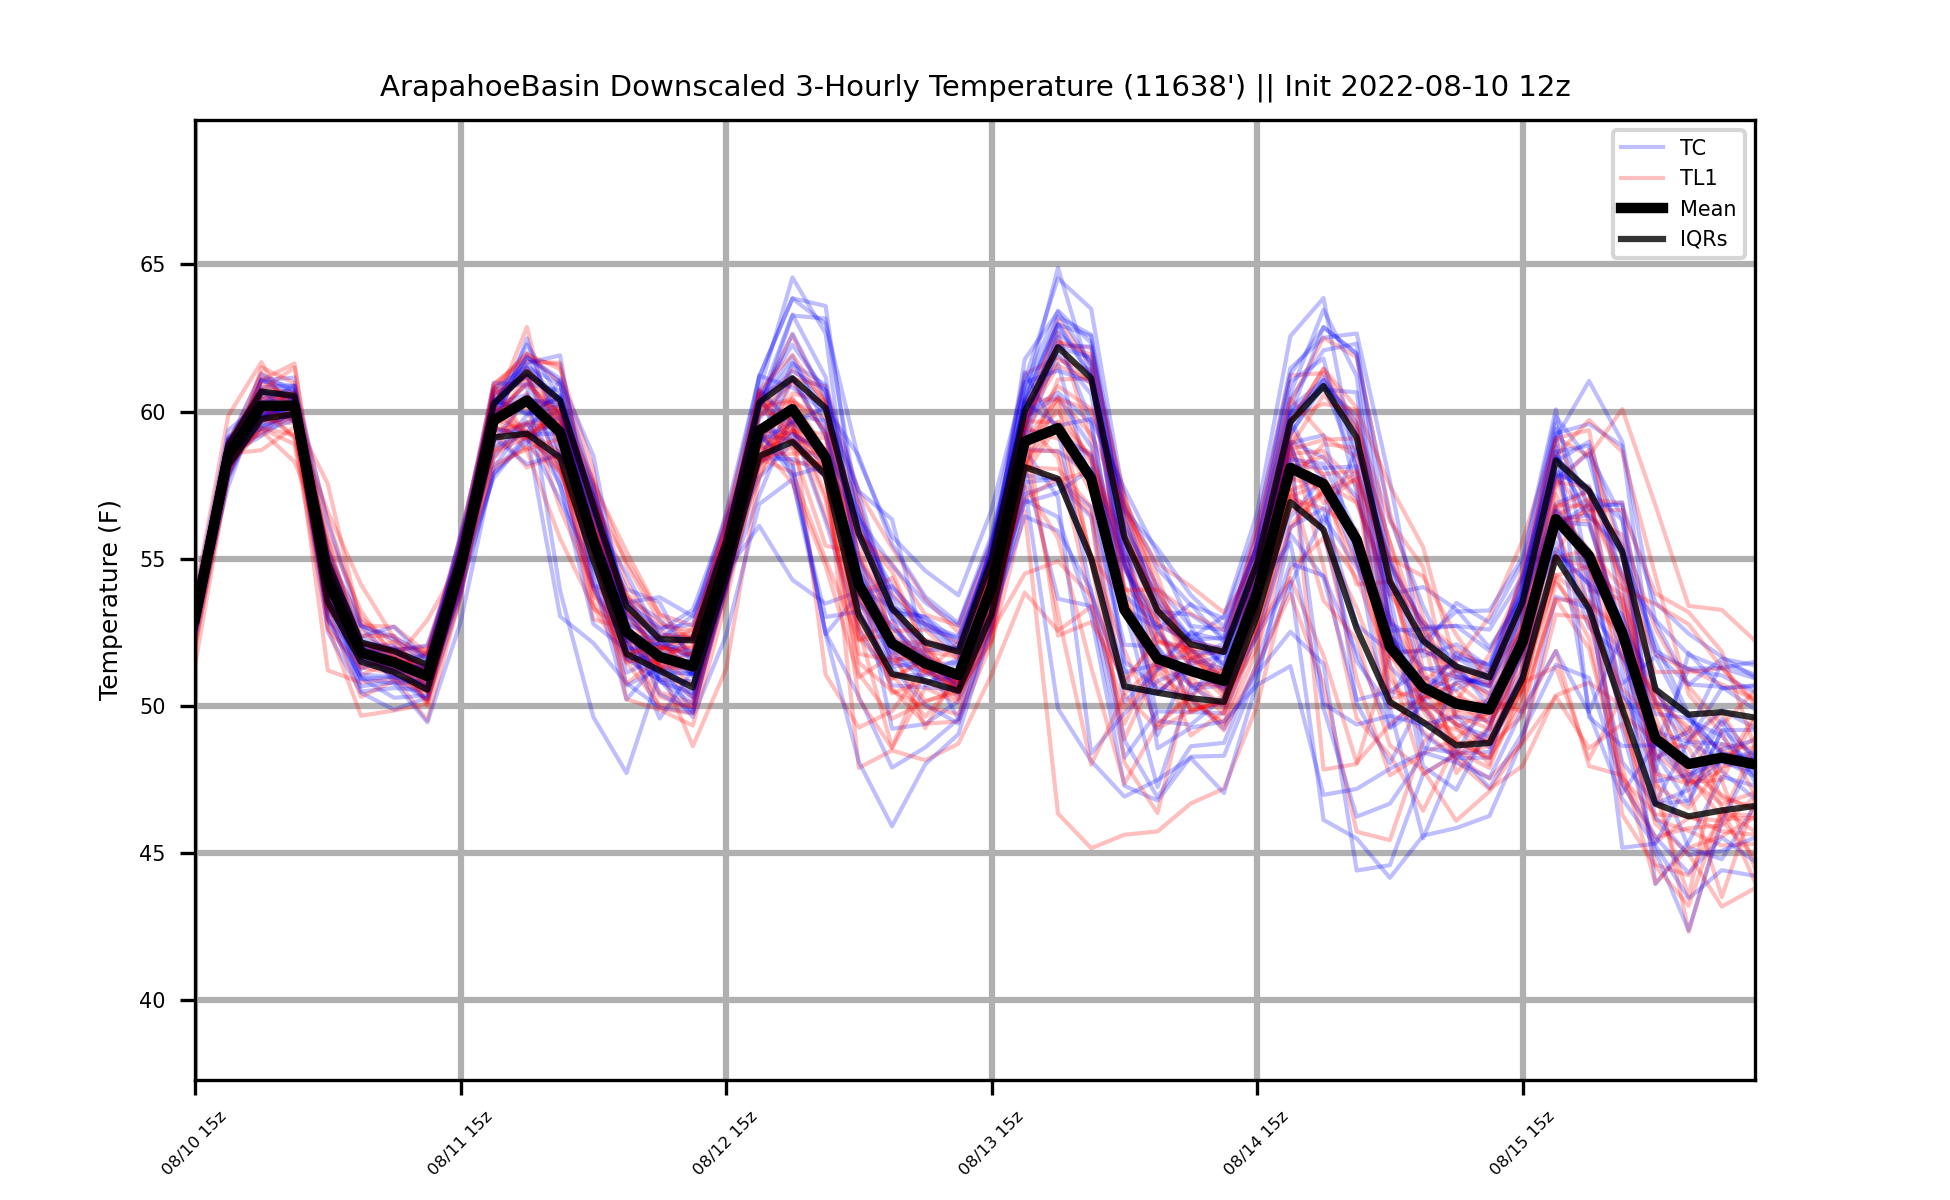 ArapahoeBasin Downscaled 3-Hourly Temperature (11638') || Init 2022-08-10 12z
TC
TL1
Mean
IQRs
Temperature (F)
65
60
55
50
45
40
08/10 15z
08/11 15z
08/12 15z
08/13 15z
08/14 15z
08/15 15z